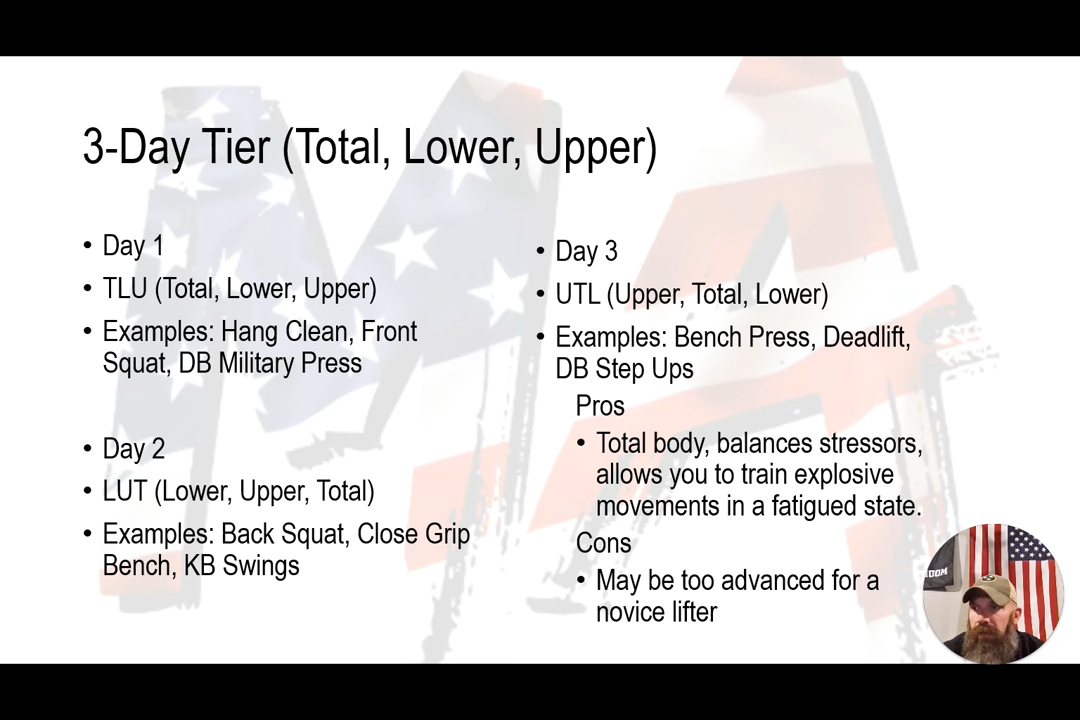 3-Day Tier (Total, Lower, Upper)
• Day 1
• TLU (Total, Lower, Upper)
• Examples: Hang Clean, Front
Squat, DB Military Press
• Day 2
• LUT (Lower, Upper, Total)
• Examples: Back Squat, Close Grip
Bench, KB Swings
• Day 3
• UTL (Upper, Total, Lower)
• Examples: Bench Press, Deadlift,
DB Step Ups
Pros
• Total body, balances stressors,
allows you to train explosive
movements in a fatigued state.
Cons
• May be too advanced for a
novice lifter